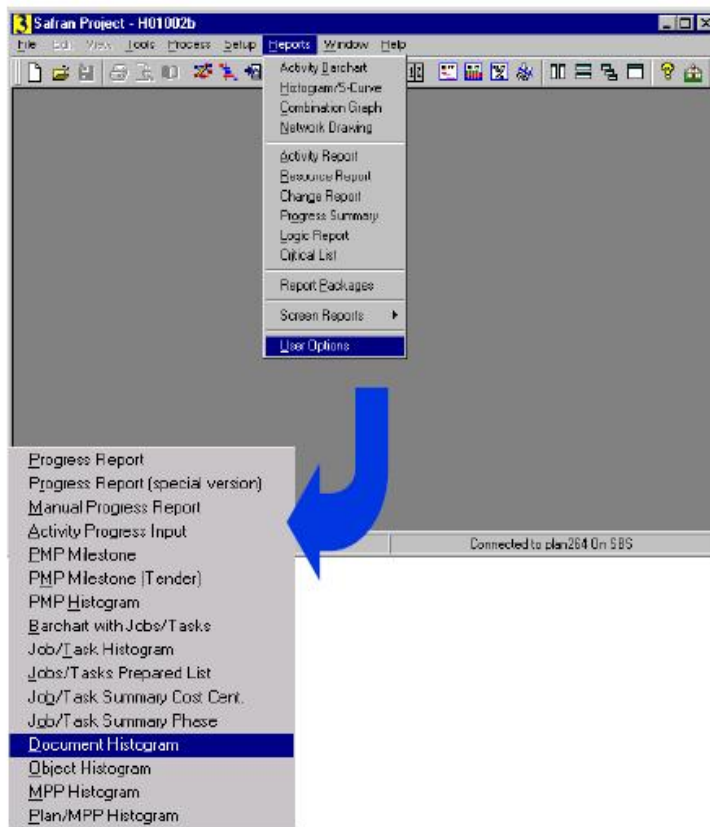 Safran Project - H01002b
File Edit View Tools Process Setup Reports Window Help
Activity Barchart
Histogram/S-Curve
Combination Graph
Network Drawing
Activity Report
Resource Report
Change Report
Progress Summary
Logic Report
Critical List
Report Packages
Screen Reports
User Options
Connected to plan264 On SBS
Progress Report
Progress Report (special version)
Manual Progress Report
Activity Progress Input
PMP Milestone
PMP Milestone (Tender)
PMP Histogram
Barchart with Jobs/Tasks
Job/Task Histogram
Jobs/Tasks Prepared List
Job/Task Summary Cost Cent.
Job/Task Summary Phase
Document Histogram
Object Histogram
MPP Histogram
Plan/MPP Histogram